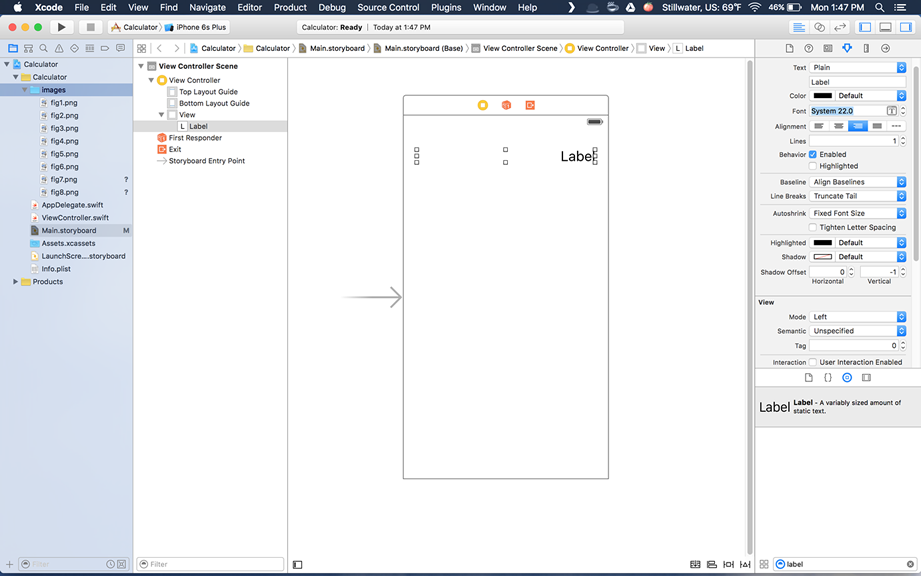 Xcode File Edit View Find Navigate Editor Product Debug Source Control Plugins Window Help Stillwater, US: 69°F 46% Mon 1:47 PM
Calculator iPhone 6s Plus Calculator: Ready Today at 1:47 PM
Calculator Calculator Main.storyboard Main.storyboard (Base) View Controller Scene View Controller View L Label
Calculator
Calculator
images
fig1.png
fig2.png
fig3.png
fig4.png
fig5.png
fig6.png
fig7.png ?
fig8.png ?
AppDelegate.swift
ViewController.swift
Main.storyboard M
Assets.xcassets
LaunchScre....storyboard
Info.plist
Products
Filter
View Controller Scene
View Controller
Top Layout Guide
Bottom Layout Guide
View
L Label
First Responder
Exit
Storyboard Entry Point
Filter
Label
Text Plain
Label
Color Default
Font System 22.0 T
Alignment
Lines 1
Behavior Enabled
Highlighted
Baseline Align Baselines
Line Breaks Truncate Tail
Autoshrink Fixed Font Size
Tighten Letter Spacing
Highlighted Default
Shadow Default
Shadow Offset 0 -1
Horizontal Vertical
View
Mode Left
Semantic Unspecified
Tag 0
Interaction User Interaction Enabled
{}
Label Label - A variably sized amount of
static text.
label